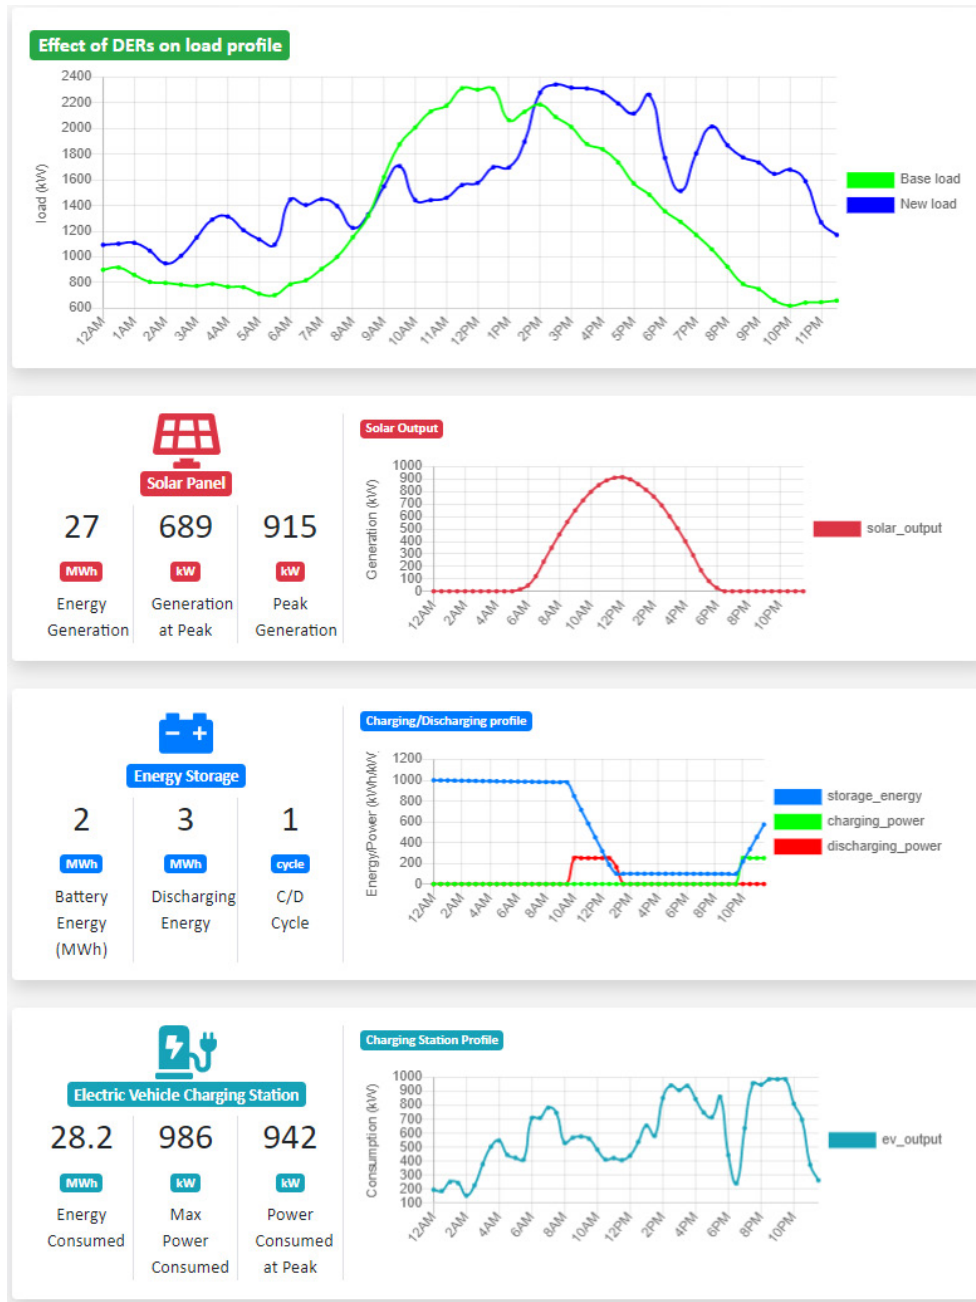 Effect of DERs on load profile
load (kW)
2400
2200
2000
1800
1600
1400
1200
1000
800
600
12AM
1AM
2AM
3AM
4AM
5AM
6AM
7AM
8AM
9AM
10AM
11AM
12PM
1PM
2PM
3PM
4PM
5PM
6PM
7PM
8PM
9PM
10PM
11PM
Base load
New load
Solar Panel
27
689
915
MWh
kW
kW
Energy
Generation
Peak
Generation
at Peak
Generation
Solar Output
Generation (kW)
1000
900
800
700
600
500
400
300
200
100
0
12AM
2AM
4AM
6AM
8AM
10AM
12PM
2PM
4PM
6PM
8PM
10PM
solar_output
Energy Storage
2
3
1
MWh
MWh
cycle
Battery
Discharging
C/D
Energy
Energy
Cycle
(MWh)
Charging/Discharging profile
Energy/Power (kWh/kW)
1200
1000
800
600
400
200
0
12AM
2AM
4AM
6AM
8AM
10AM
12PM
2PM
4PM
6PM
8PM
10PM
storage_energy
charging_power
discharging_power
Electric Vehicle Charging Station
28.2
986
942
MWh
kW
kW
Energy
Max
Power
Consumed
Power
Consumed
Consumed
at Peak
Charging Station Profile
Consumption (kW)
1000
900
800
700
600
500
400
300
200
100
12AM
2AM
4AM
6AM
8AM
10AM
12PM
2PM
4PM
6PM
8PM
10PM
ev_output